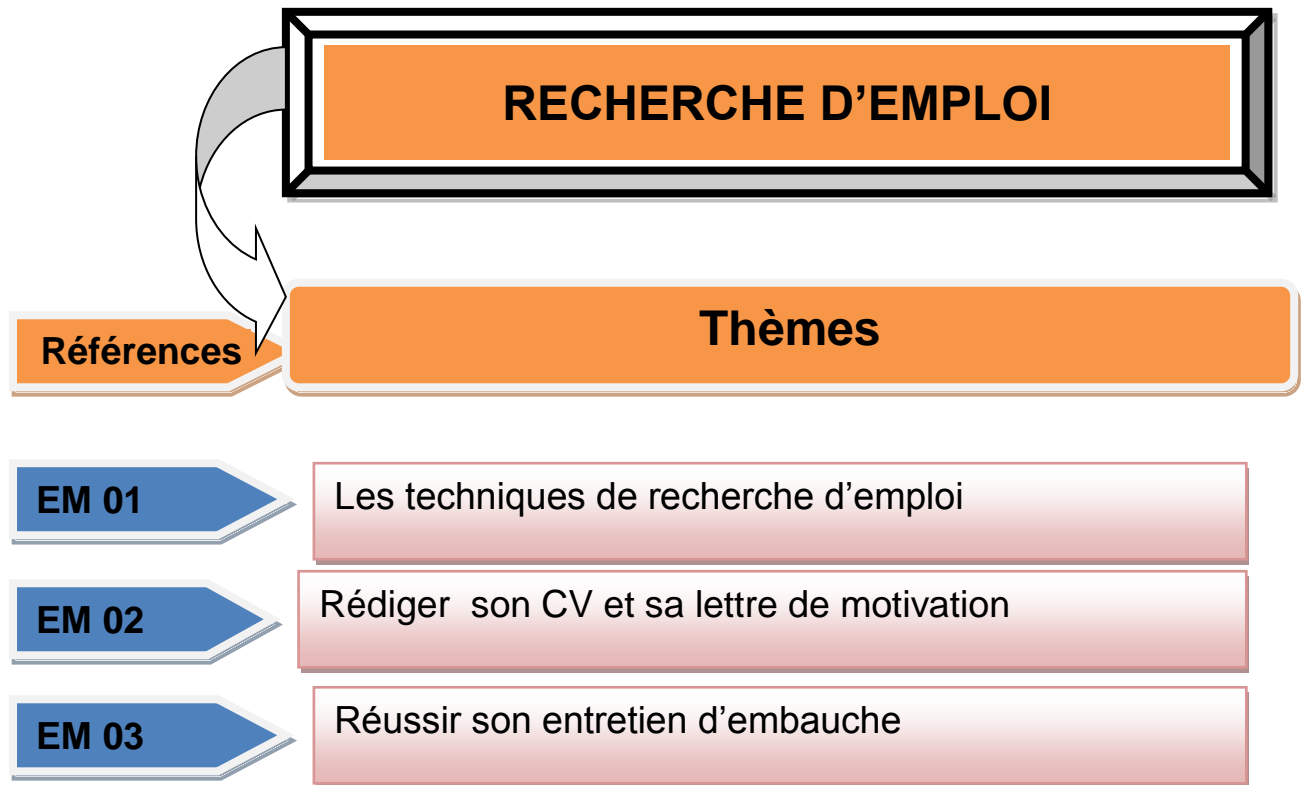 RECHERCHE D’EMPLOI
Références
Thèmes
EM 01
Les techniques de recherche d’emploi
EM 02
Rédiger  son CV et sa lettre de motivation
EM 03
Réussir son entretien d’embauche